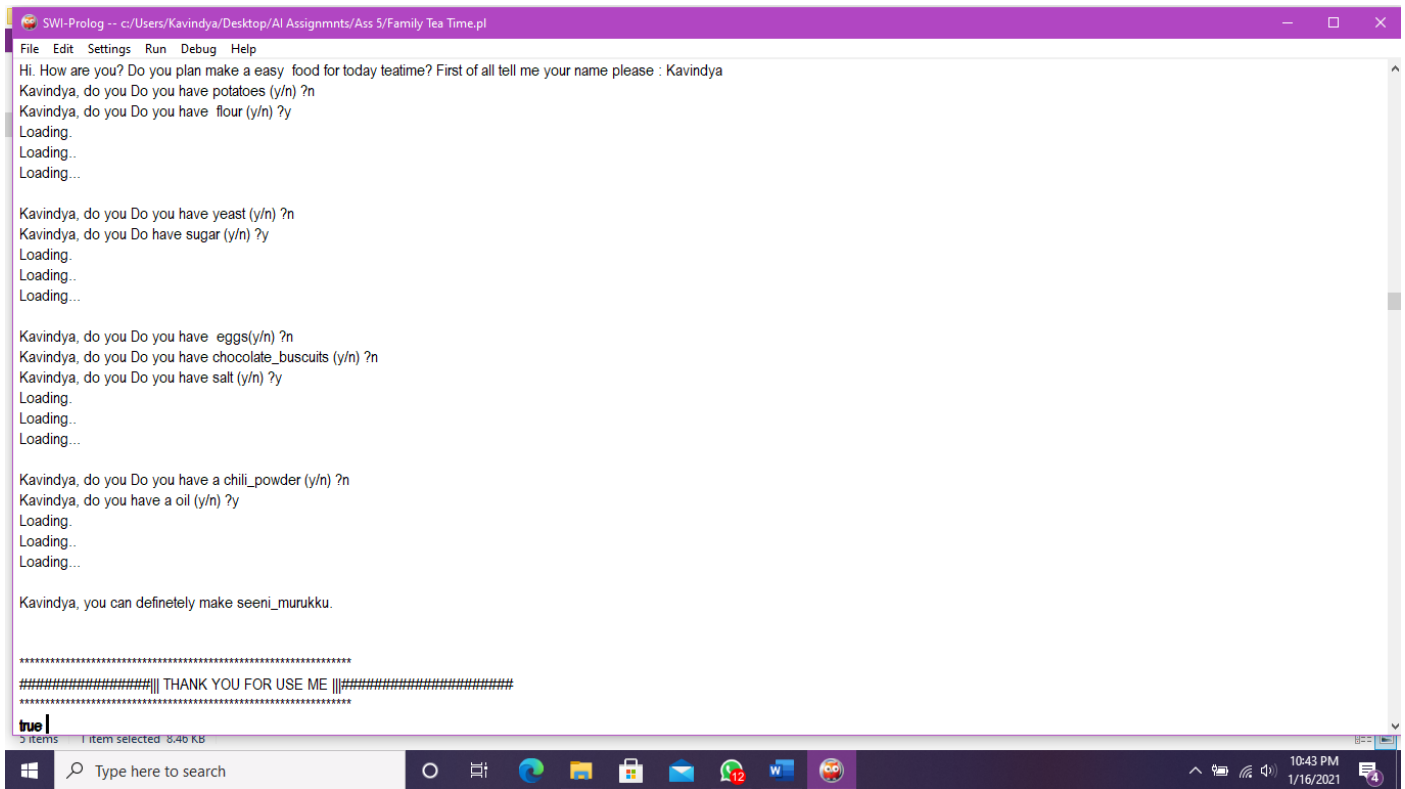 SWI-Prolog -- c:/Users/Kavindya/Desktop/AI Assignmnts/Ass 5/Family Tea Time.pl
File Edit Settings Run Debug Help
Hi. How are you? Do you plan make a easy  food for today teatime? First of all tell me your name please : Kavindya
Kavindya, do you Do you have potatoes (y/n) ?n
Kavindya, do you Do you have  flour (y/n) ?y
Loading.
Loading..
Loading...
Kavindya, do you Do you have yeast (y/n) ?n
Kavindya, do you Do have sugar (y/n) ?y
Loading.
Loading..
Loading...
Kavindya, do you Do you have  eggs(y/n) ?n
Kavindya, do you Do you have chocolate_buscuits (y/n) ?n
Kavindya, do you Do you have salt (y/n) ?y
Loading.
Loading..
Loading...
Kavindya, do you Do you have a chili_powder (y/n) ?n
Kavindya, do you have a oil (y/n) ?y
Loading.
Loading..
Loading...
Kavindya, you can definetely make seeni_murukku.
*****************************************************************
##################||| THANK YOU FOR USE ME |||#######################
*****************************************************************
true
5 items 1 item selected 8.46 KB
Type here to search
12
W
10:43 PM
1/16/2021
4